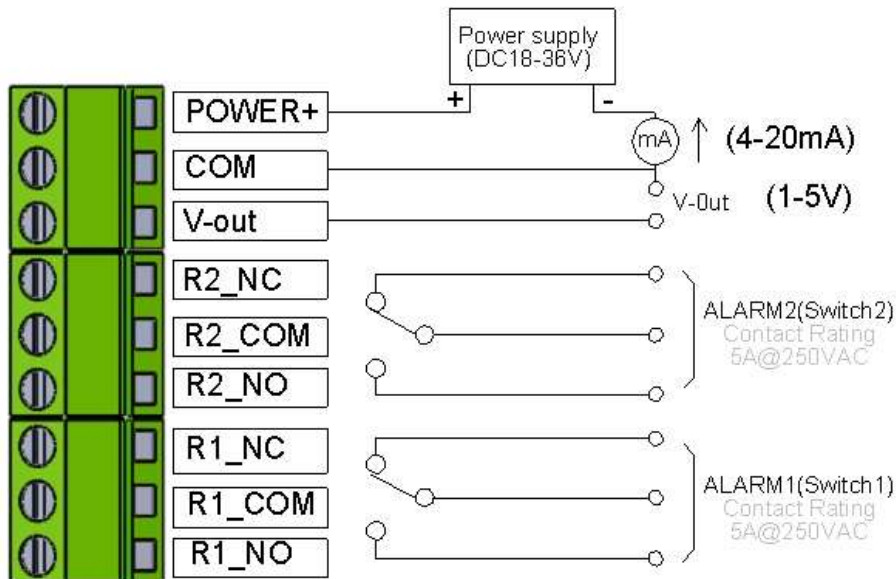 Power supply
(DC18-36V)
+ -
POWER+
mA
(4-20mA)
COM
V-Out
(1-5V)
V-out
R2_NC
R2_COM
R2_NO
ALARM2(Switch2)
Contact Rating
5A@250VAC
R1_NC
R1_COM
R1_NO
ALARM1(Switch1)
Contact Rating
5A@250VAC